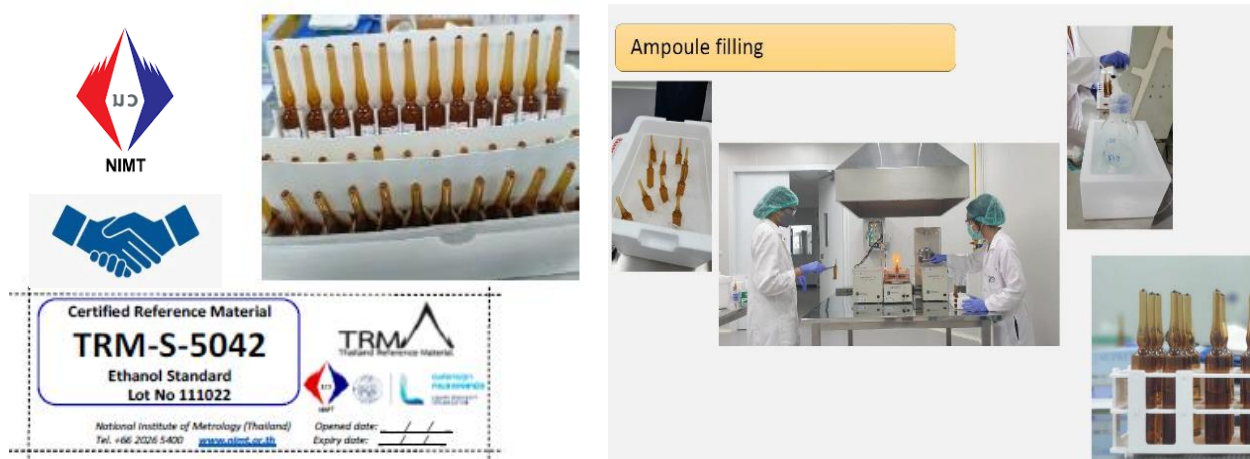 มว
NIMT
Certified Reference Material
TRM-S-5042
Ethanol Standard
Lot No 111022
TRM
Thailand Reference Material
NIMT
National Institute of Metrology (Thailand)
Tel. +66 2026 5400 www.nimt.or.th
Opened date: / /
Expiry date: / /
Ampoule filling